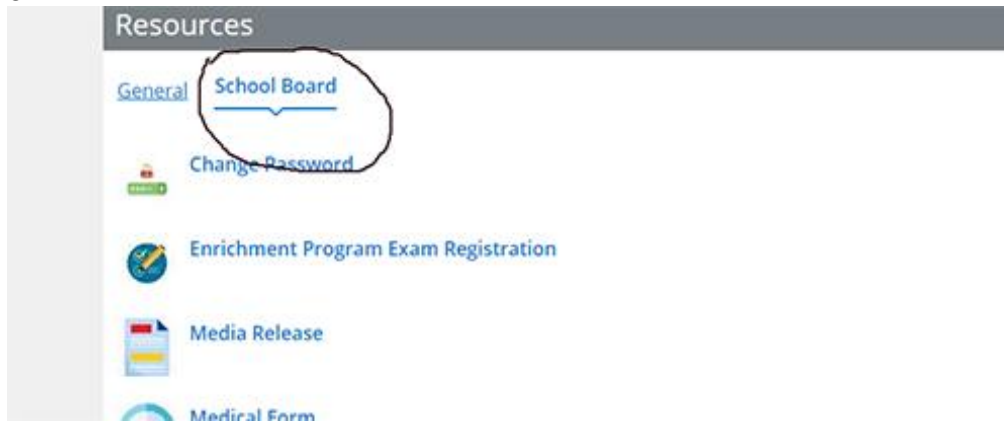 Resources
General School Board
Change Password
Enrichment Program Exam Registration
Media Release
Medical Form